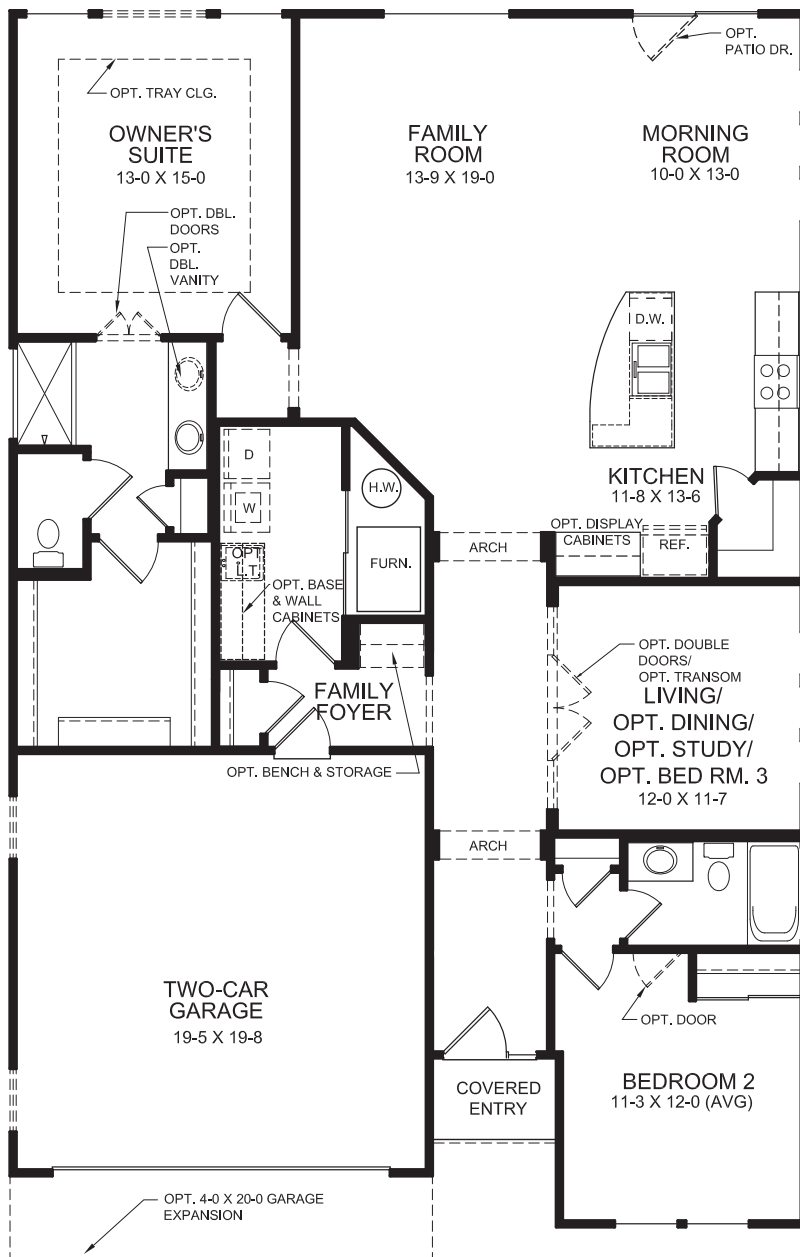 OPT.
PATIO DR.
OPT. TRAY CLG.
OWNER'S
SUITE
13-0 X 15-0
FAMILY
ROOM
13-9 X 19-0
MORNING
ROOM
10-0 X 13-0
OPT. DBL.
DOORS
OPT.
DBL.
VANITY
D.W.
KITCHEN
11-8 X 13-6
D
W
H.W.
OPT. DISPLAY
CABINETS
REF.
ARCH
FURN.
OPT
L.T.
OPT. BASE
& WALL
CABINETS
OPT. DOUBLE
DOORS/
OPT. TRANSOM
LIVING/
OPT. DINING/
OPT. STUDY/
OPT. BED RM. 3
12-0 X 11-7
FAMILY
FOYER
OPT. BENCH & STORAGE
ARCH
TWO-CAR
GARAGE
19-5 X 19-8
OPT. DOOR
COVERED
ENTRY
BEDROOM 2
11-3 X 12-0 (AVG)
OPT. 4-0 X 20-0 GARAGE
EXPANSION